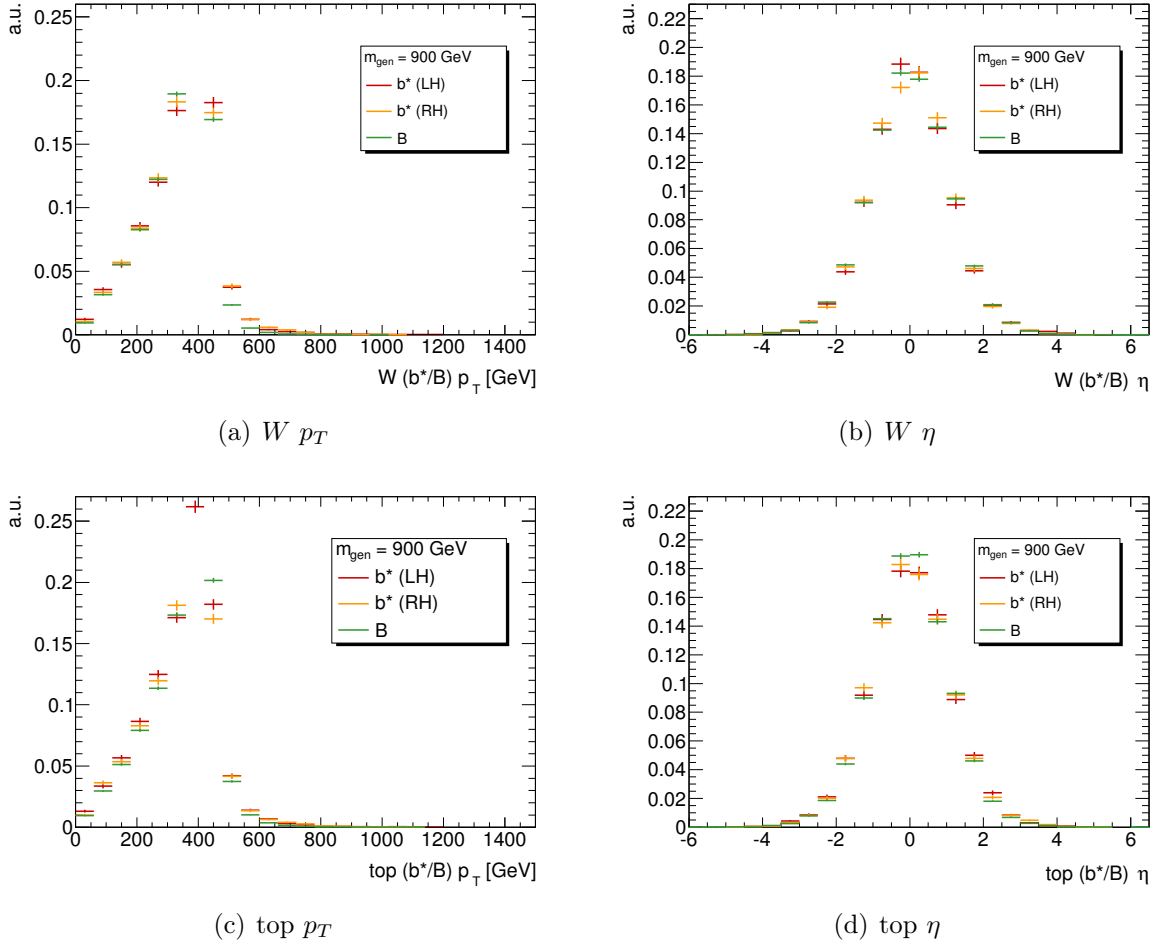 a.u.
0.25
0.2
0.15
0.1
0.05
0
m_gen = 900 GeV
b* (LH)
b* (RH)
B
0 200 400 600 800 1000 1200 1400
W (b*/B) p_T [GeV]
(a) W p_T
a.u.
0.22
0.2
0.18
0.16
0.14
0.12
0.1
0.08
0.06
0.04
0.02
0
m_gen = 900 GeV
b* (LH)
b* (RH)
B
-6 -4 -2 0 2 4 6
W (b*/B) η
(b) W η
a.u.
0.25
0.2
0.15
0.1
0.05
0
m_gen = 900 GeV
b* (LH)
b* (RH)
B
0 200 400 600 800 1000 1200 1400
top (b*/B) p_T [GeV]
(c) top p_T
a.u.
0.22
0.2
0.18
0.16
0.14
0.12
0.1
0.08
0.06
0.04
0.02
0
m_gen = 900 GeV
b* (LH)
b* (RH)
B
-6 -4 -2 0 2 4 6
top (b*/B) η
(d) top η